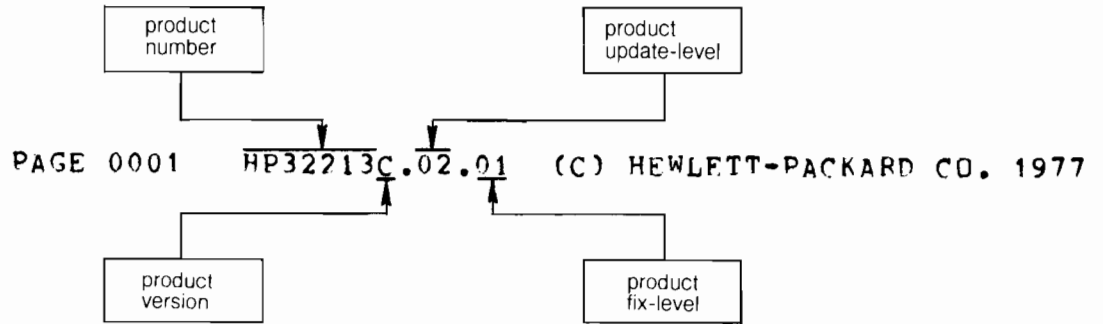 product
number
product
update-level
PAGE 0001 HP32213C.02.01 (C) HEWLETT-PACKARD CO. 1977
product
version
product
fix-level